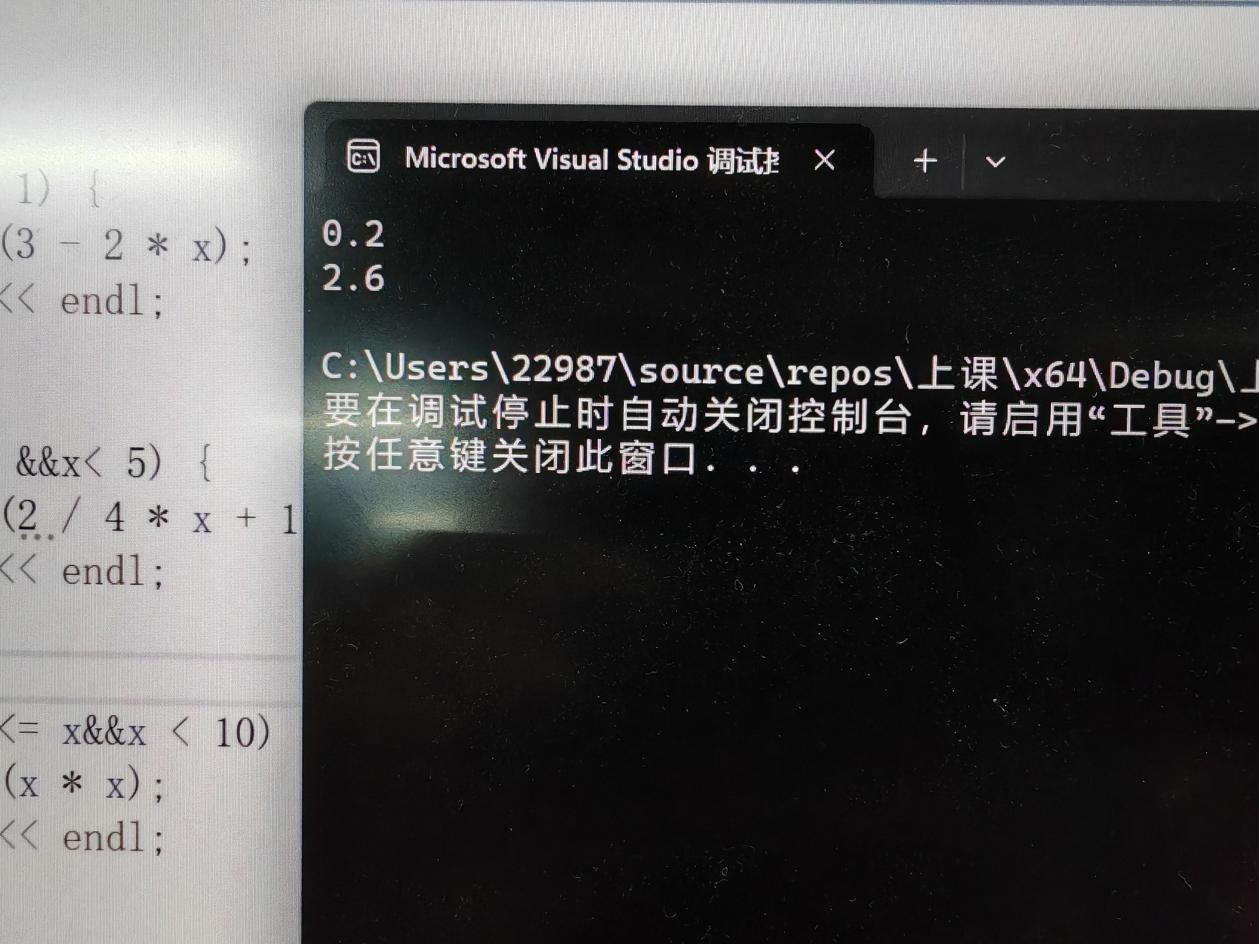 Microsoft Visual Studio 调试
0.2
2.6
C:\Users\22987\source\repos\上课\x64\Debug\
要在调试停止时自动关闭控制台，请启用“工具”->
按任意键关闭此窗口. . .
1) {
(3 - 2 * x);
<< endl;
&&x< 5) {
(2 / 4 * x + 1
<< endl;
<= x&&x < 10)
(x * x);
<< endl;